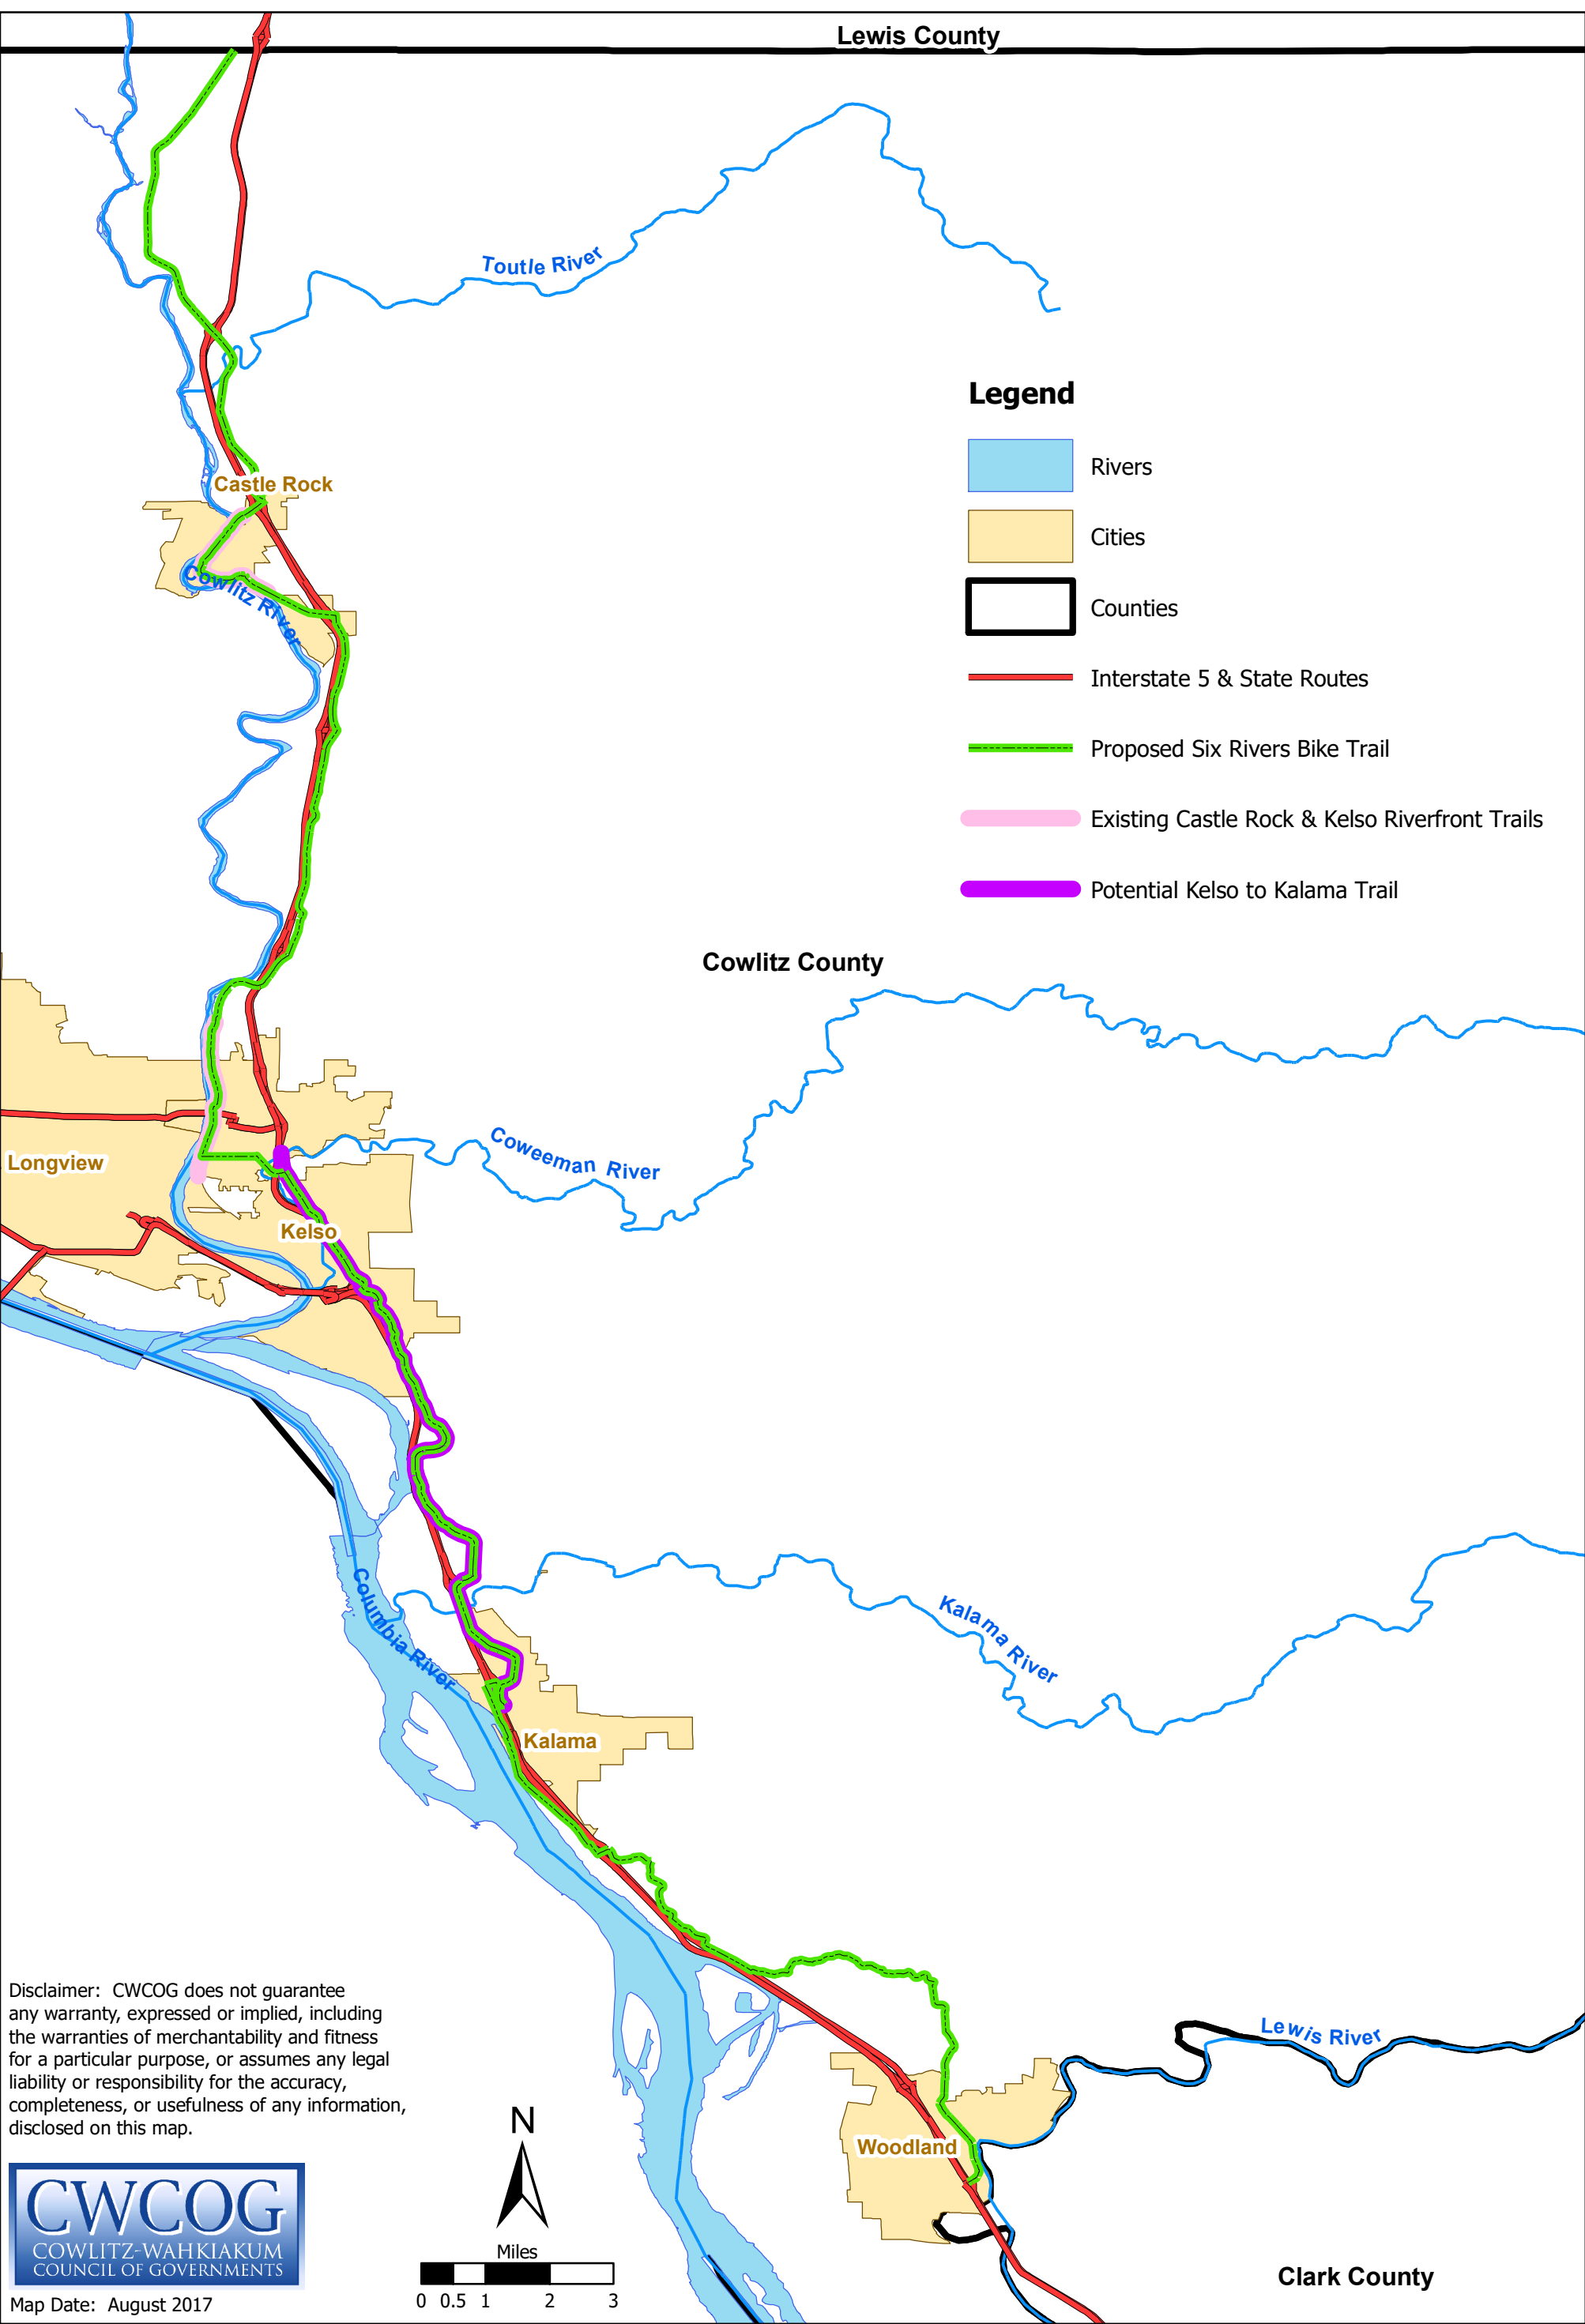 Lewis County
Toutle River
Legend
Rivers
Castle Rock
Cities
Cowlitz River
Counties
Interstate 5 & State Routes
Proposed Six Rivers Bike Trail
Existing Castle Rock & Kelso Riverfront Trails
Potential Kelso to Kalama Trail
Cowlitz County
Longview
Coweeman River
Kelso
Columbia River
Kalama River
Kalama
Disclaimer: CWCOG does not guarantee
any warranty, expressed or implied, including
the warranties of merchantability and fitness
for a particular purpose, or assumes any legal
liability or responsibility for the accuracy,
completeness, or usefulness of any information,
disclosed on this map.
Lewis River
Woodland
N
CWCOG
COWLITZ-WAHKIAKUM
COUNCIL OF GOVERNMENTS
Miles
0 0.5 1 2 3
Clark County
Map Date: August 2017